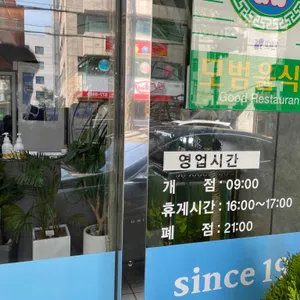 모범음식
Good Restaurant
영업시간
개 점 : 09:00
휴게시간 : 16:00~17:00
폐 점 : 21:00
since 19